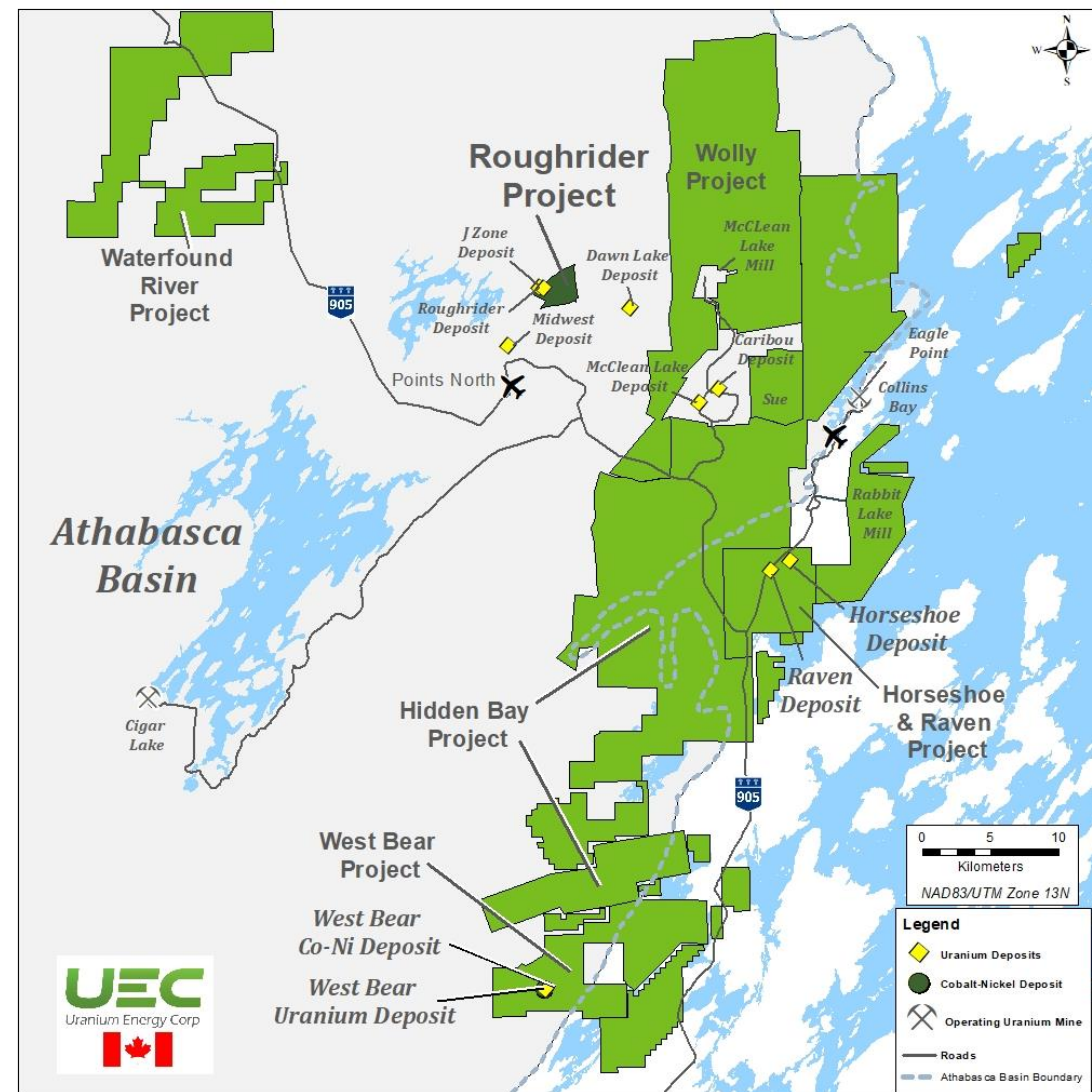 N
W
S
Roughrider
Project
Wolly
Project
J Zone
Deposit
Dawn Lake
Deposit
McCLean
Lake
Mill
Waterfound
River
Project
905
Roughrider
Deposit
Midwest
Deposit
Eagle
Point
Caribou
Deposit
McClean Lake
Deposit
Points North
Sue
Collins
Bay
Athabasca
Basin
Rabbit
Lake
Mill
Horseshoe
Deposit
Raven
Deposit
Horseshoe
& Raven
Project
Cigar
Lake
Hidden Bay
Project
905
West Bear
Project
West Bear
Co-Ni Deposit
West Bear
Uranium Deposit
0 5 10
Kilometers
NAD83/UTM Zone 13N
Legend
Uranium Deposits
Cobalt-Nickel Deposit
Operating Uranium Mine
Roads
Athabasca Basin Boundary
UEC
Uranium Energy Corp